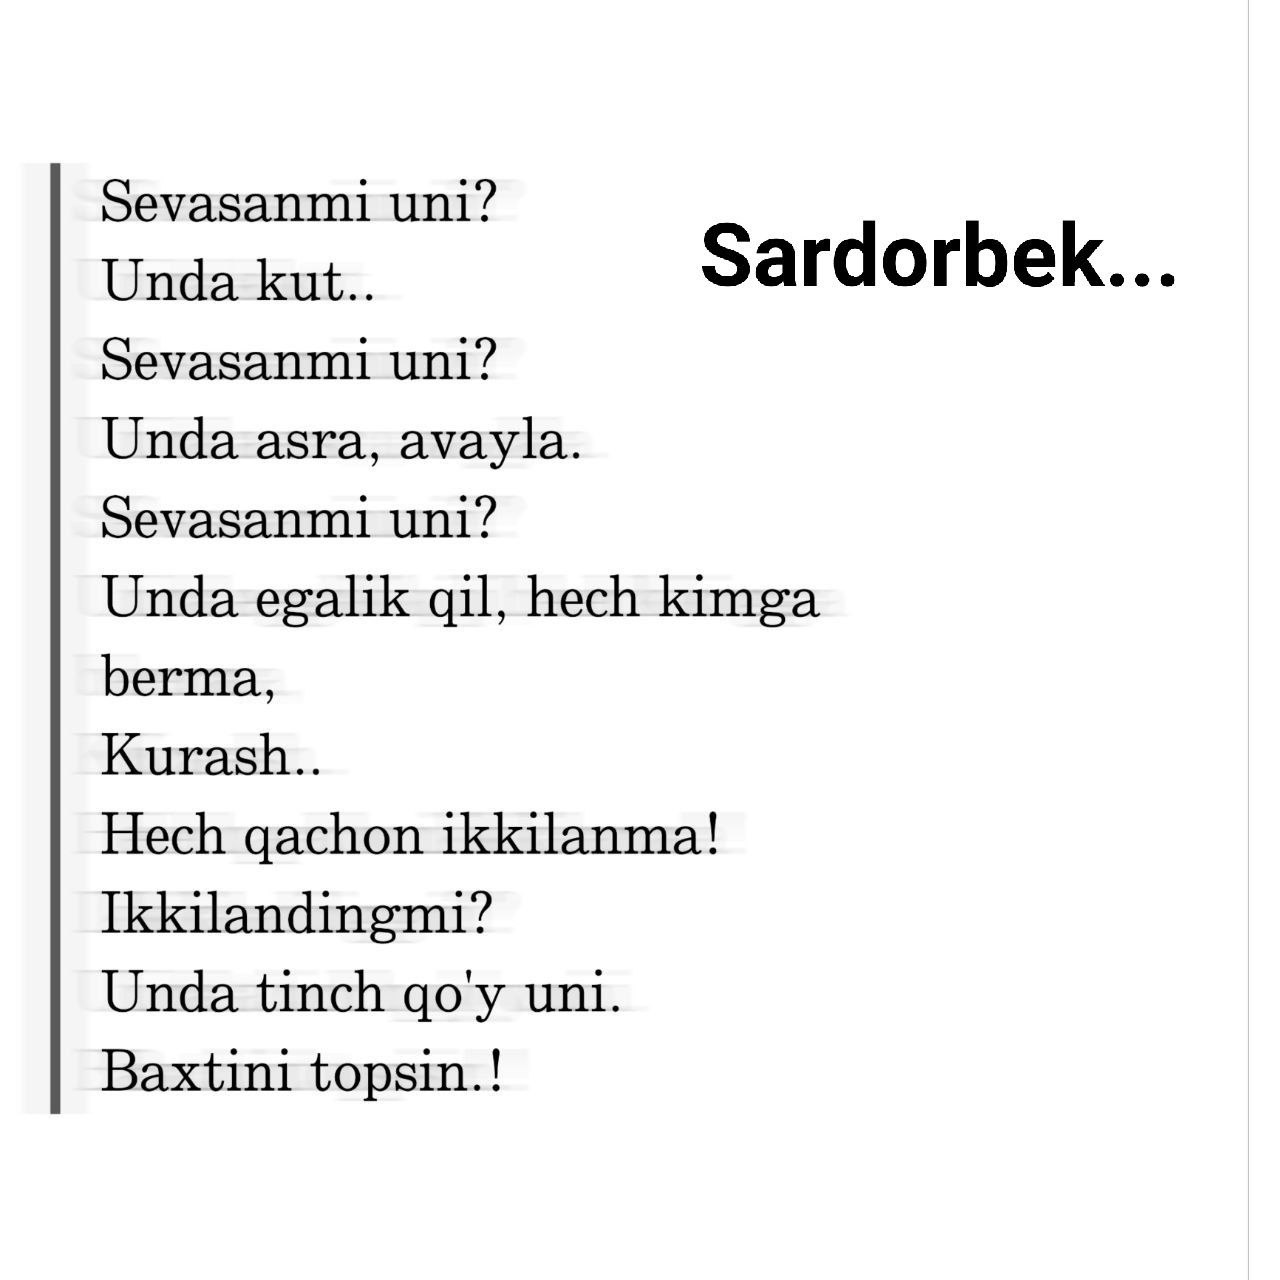 Sevasanmi uni?
Sardorbek...
Unda kut..
Sevasanmi uni?
Unda asra, avayla.
Sevasanmi uni?
Unda egalik qil, hech kimga
berma,
Kurash..
Hech qachon ikkilanma!
Ikkilandingmi?
Unda tinch qo'y uni.
Baxtini topsin.!